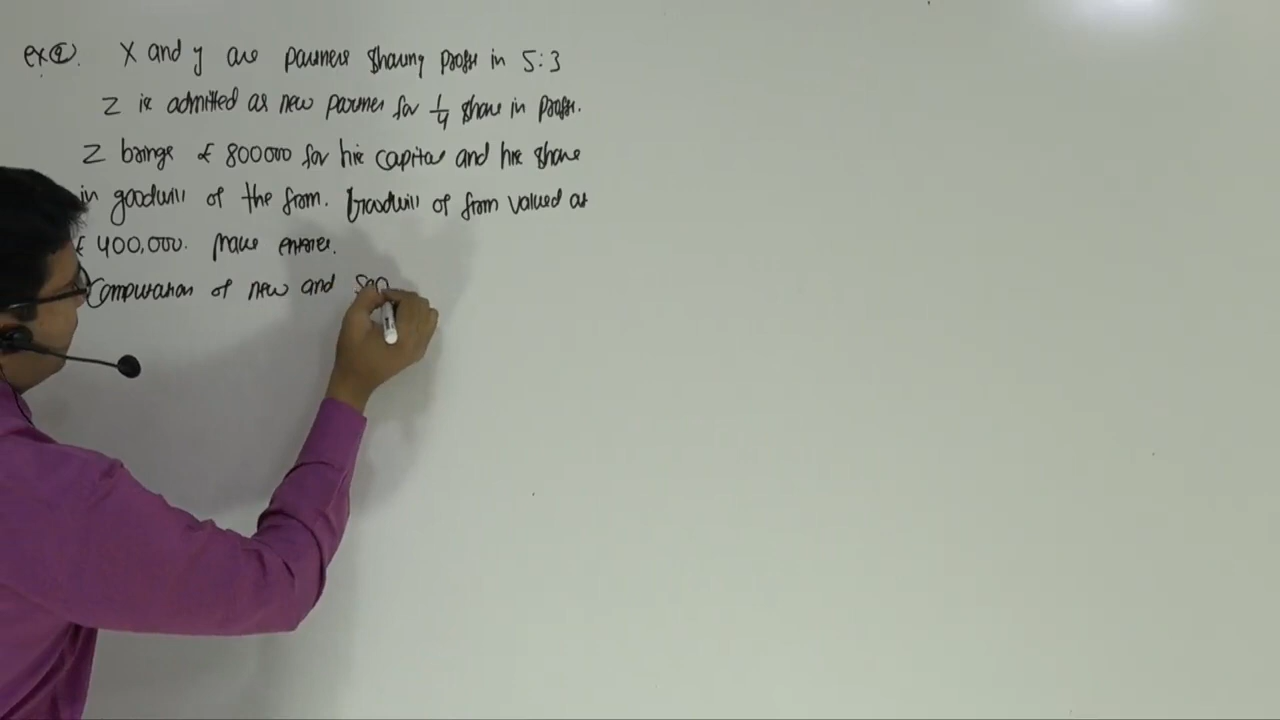 ex②. X and y are partners sharing profit in 5:3
Z is admitted as new partner for 1/4 share in profit.
Z brings ₹ 800000 for his capital and his share
in goodwill of the firm. Goodwill of firm valued at
₹ 400,000. Make entries.
Computation of new and sac